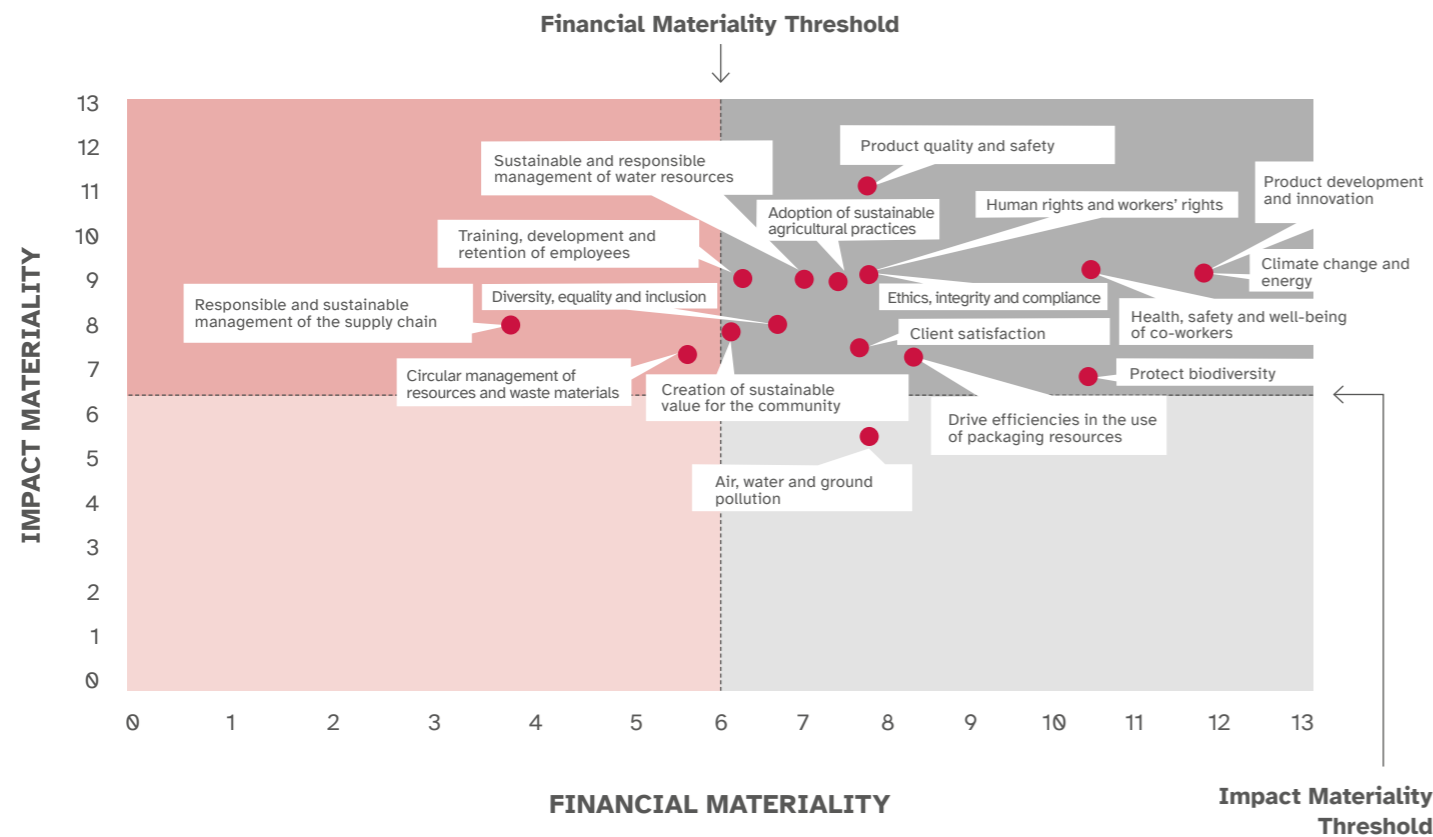 Financial Materiality Threshold
IMPACT MATERIALITY
13
12
11
10
9
8
7
6
5
4
3
2
1
0
Product quality and safety
Sustainable and responsible
management of water resources
Product development
and innovation
Human rights and workers’ rights
Adoption of sustainable
agricultural practices
Training, development and
retention of employees
Climate change and
energy
Diversity, equality and inclusion
Ethics, integrity and compliance
Responsible and sustainable
management of the supply chain
Health, safety and well-being
of co-workers
Client satisfaction
Protect biodiversity
Circular management of
resources and waste materials
Creation of sustainable
value for the community
Drive efficiencies in the use
of packaging resources
Air, water and ground
pollution
0 1 2 3 4 5 6 7 8 9 10 11 12 13
FINANCIAL MATERIALITY
Impact Materiality
Threshold